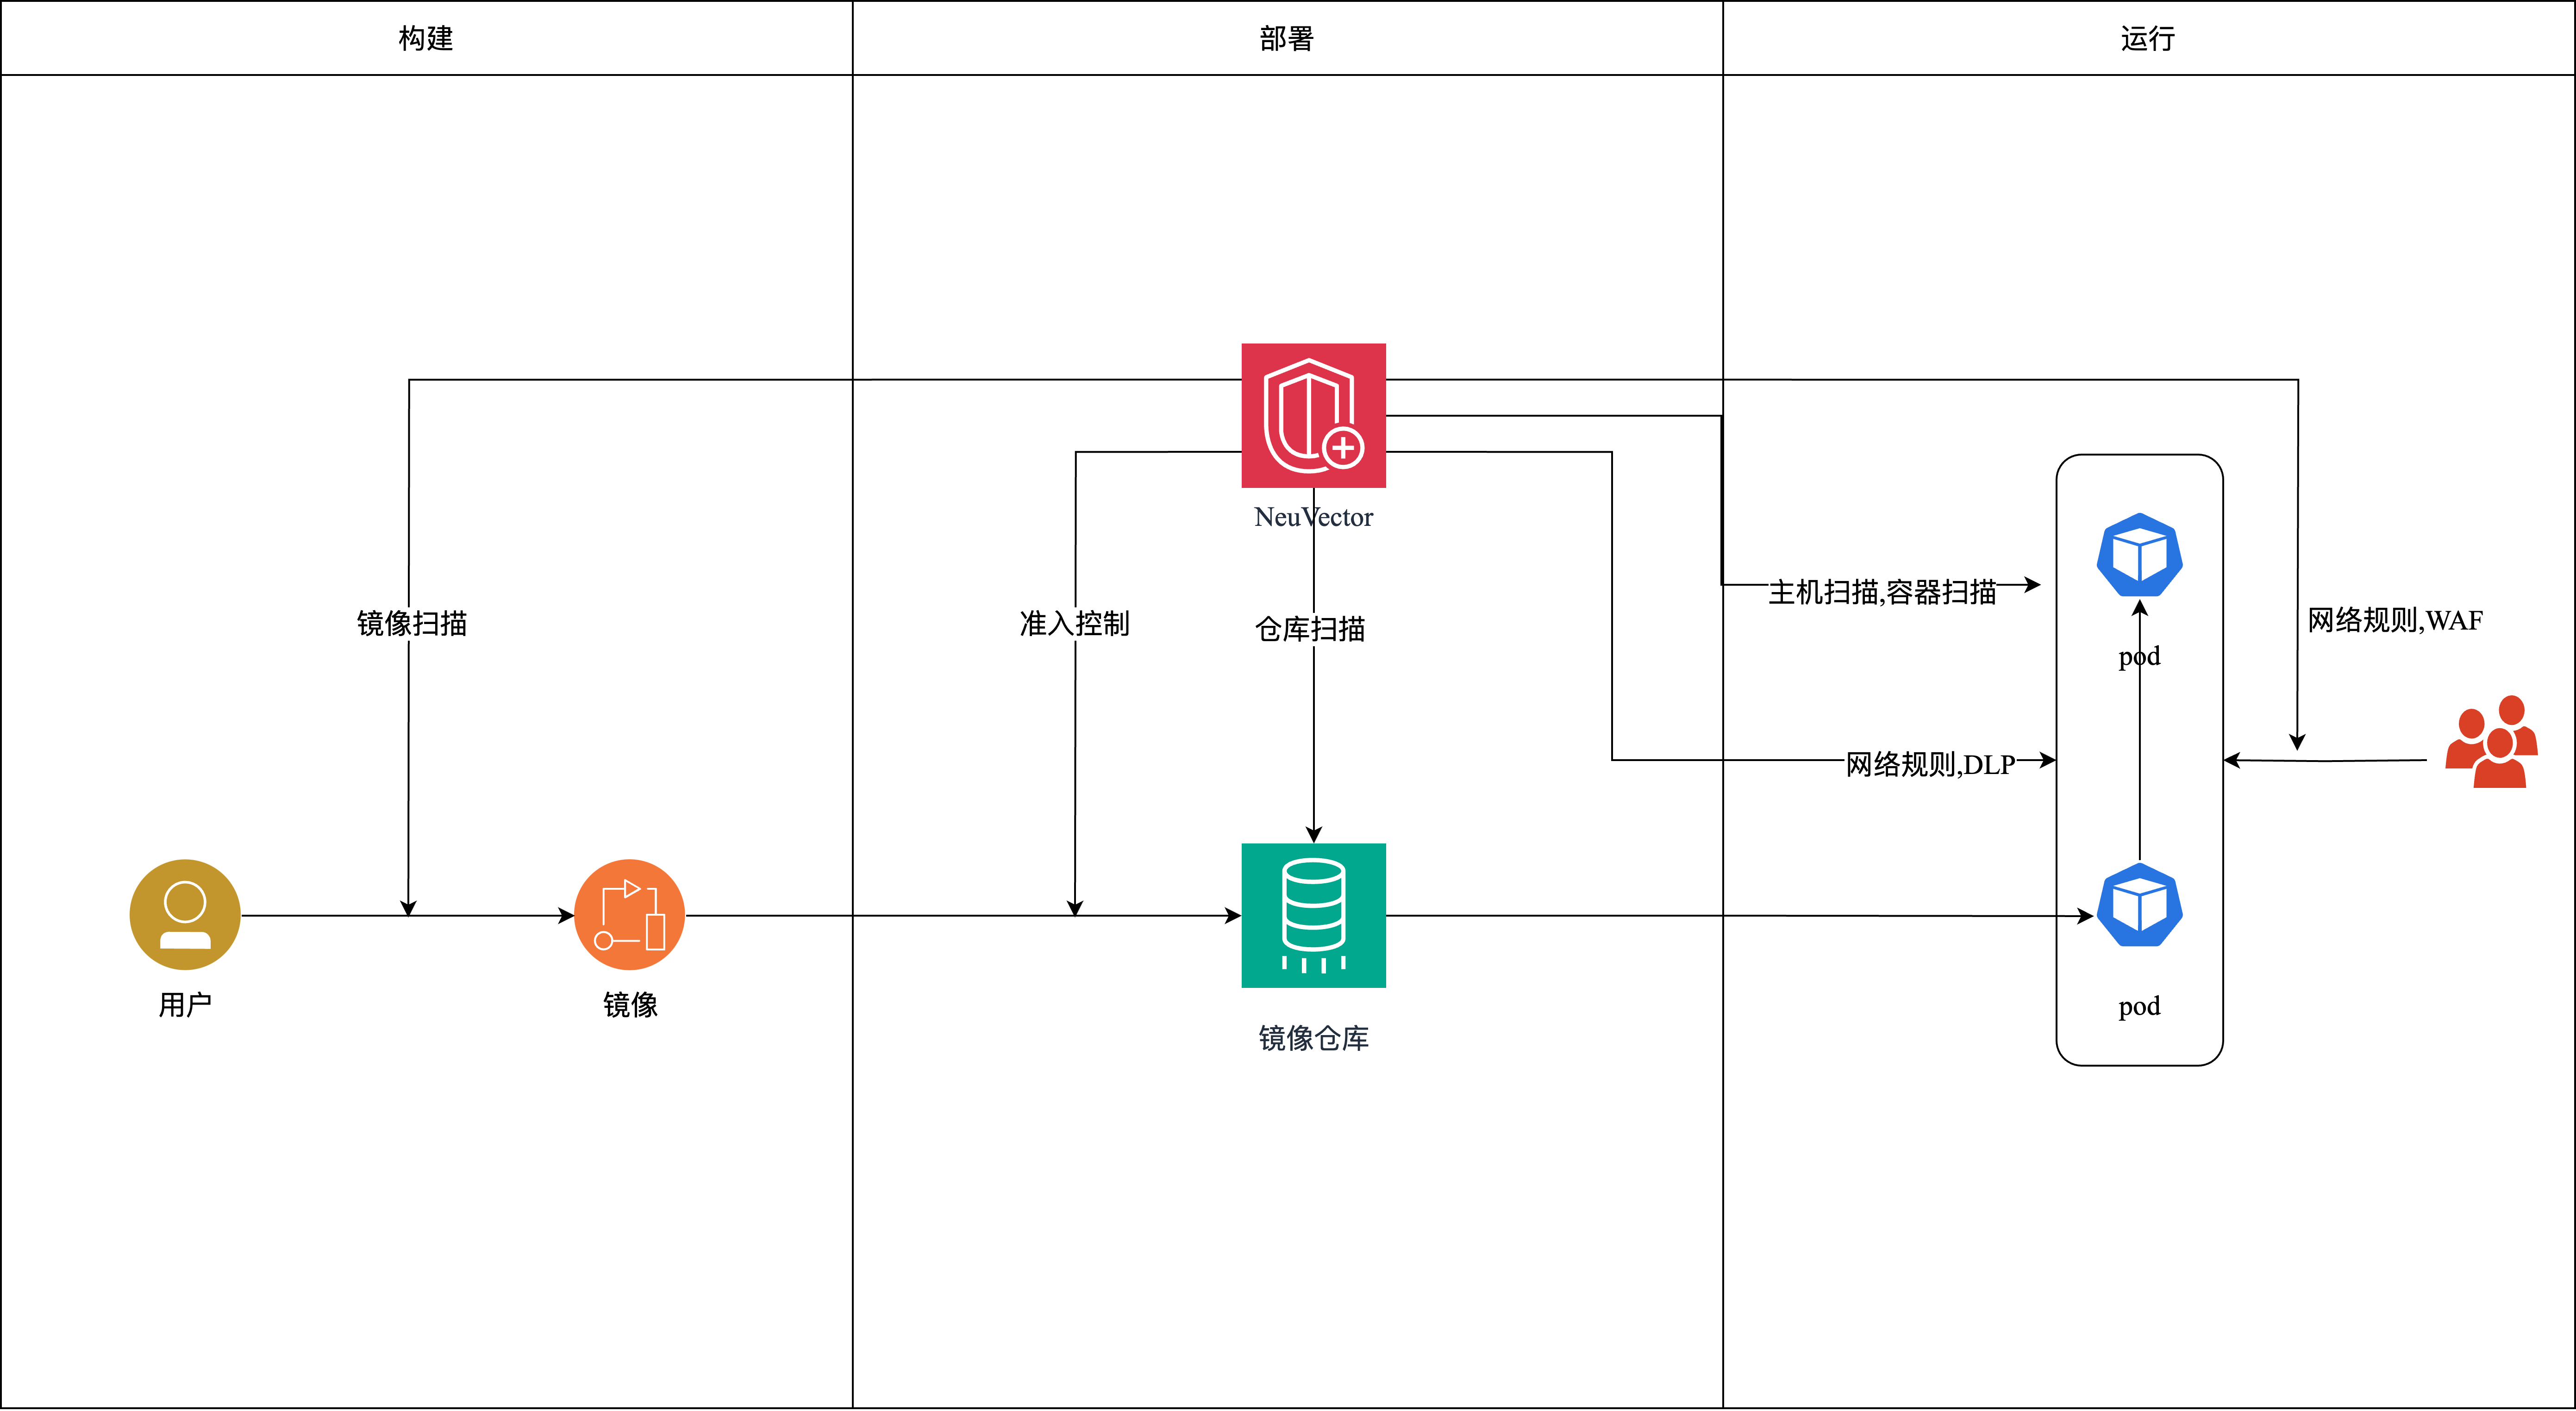 构建
部署
运行
NeuVector
镜像扫描
准入控制
仓库扫描
主机扫描,容器扫描
网络规则,WAF
pod
网络规则,DLP
用户
镜像
镜像仓库
pod